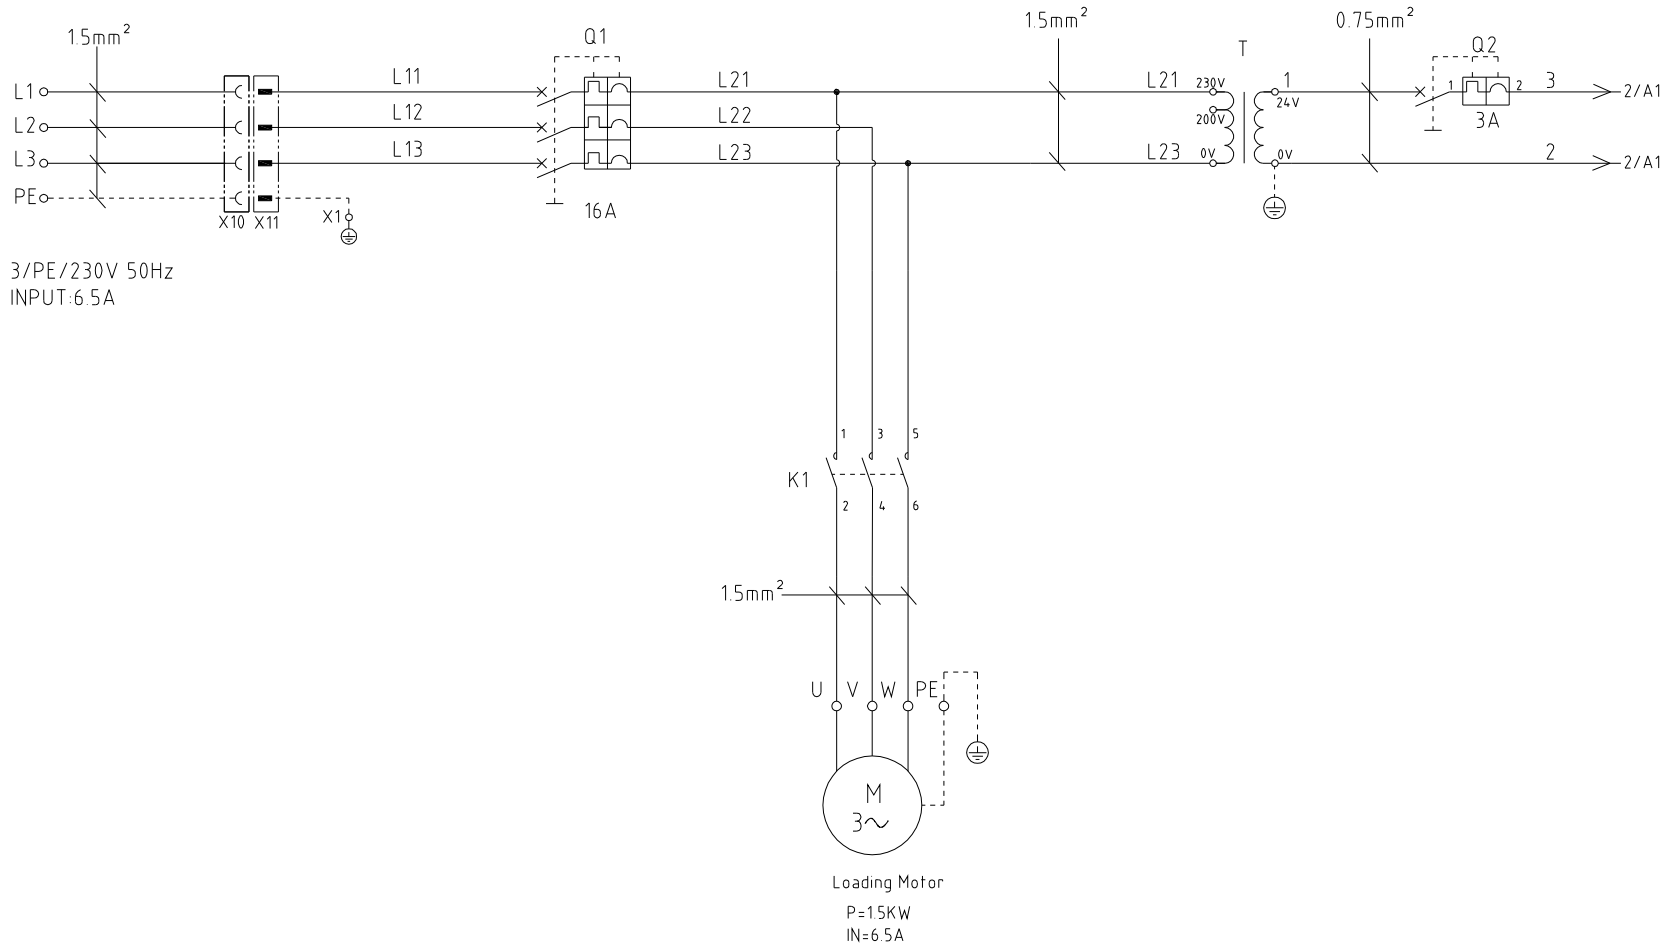 1.5mm²
Q1
1.5mm²
T
0.75mm²
Q2
L1
L11
L21
L21
230V
1
24V
1
2
3
2/A1
L2
L12
L22
200V
3A
L3
L13
L23
L23
0V
0V
2
2/A1
PE
X10
X11
X1
16A
3/PE/230V 50Hz
INPUT:6.5A
1
3
5
K1
2
4
6
1.5mm²
U
V
W
PE
M
3~
Loading Motor
P=1.5KW
IN=6.5A